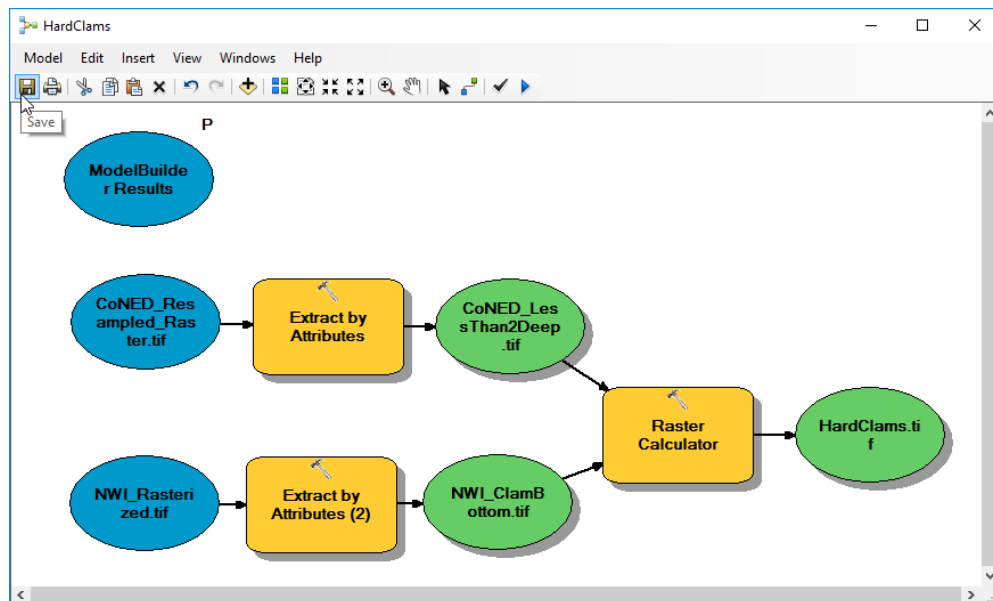 HardClams
Model Edit Insert View Windows Help
Save
P
ModelBuilde
r Results
CoNED_Res
ampled_Ras
ter.tif
Extract by
Attributes
CoNED_Les
sThan2Deep
.tif
Raster
Calculator
HardClams.ti
f
NWI_Rasteri
zed.tif
Extract by
Attributes (2)
NWI_ClamB
ottom.tif